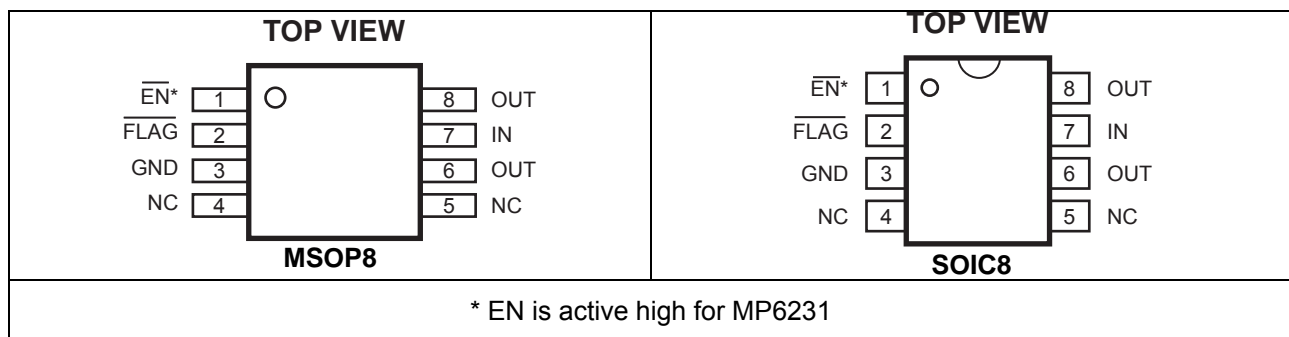 TOP VIEW
EN* 1 8 OUT
FLAG 2 7 IN
GND 3 6 OUT
NC 4 5 NC
MSOP8
TOP VIEW
EN* 1 8 OUT
FLAG 2 7 IN
GND 3 6 OUT
NC 4 5 NC
SOIC8
* EN is active high for MP6231